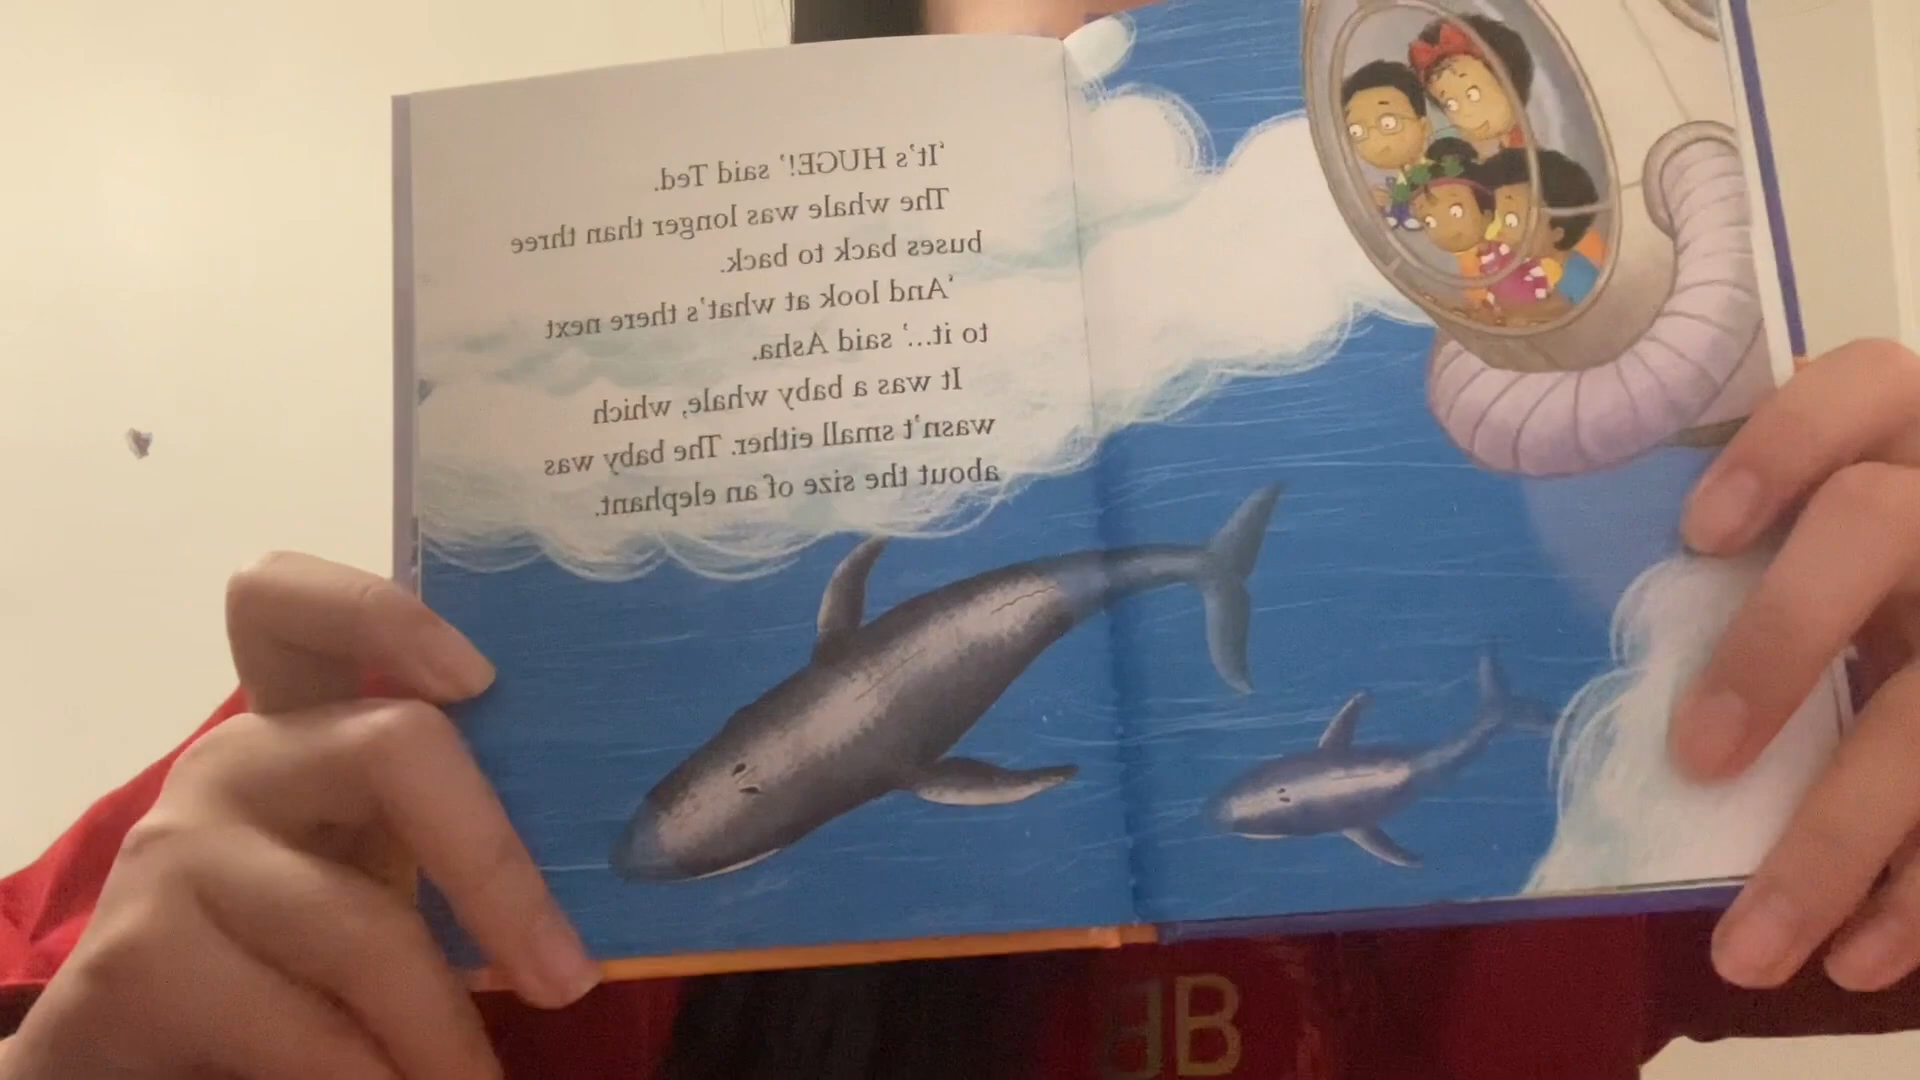 'It's HUGE!' said Ted.
The whale was longer than three
buses back to back.
'And look at what's there next
to it...' said Asha.
It was a baby whale, which
wasn't small either. The baby was
about the size of an elephant.